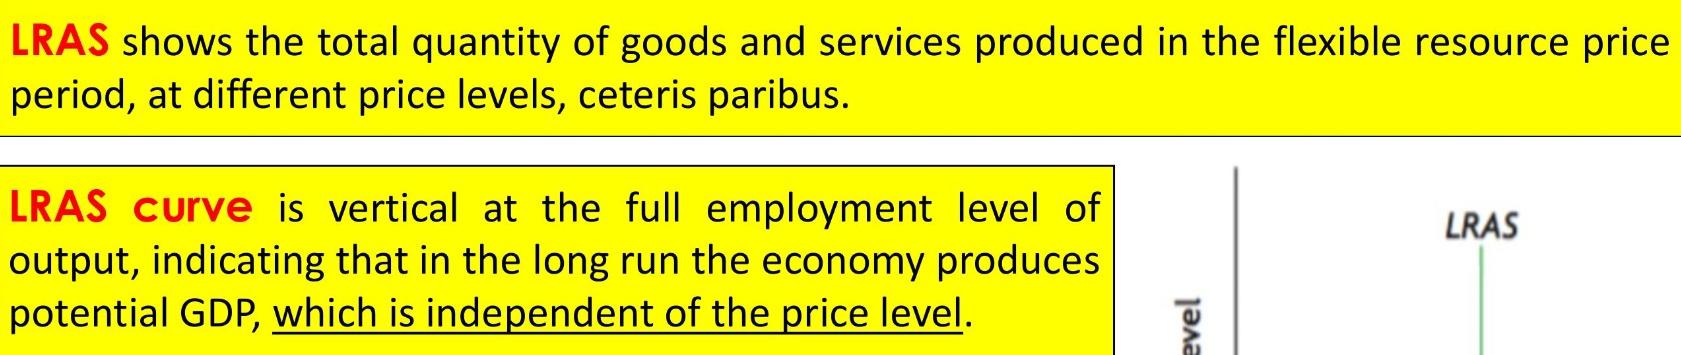 LRAS shows the total quantity of goods and services produced in the flexible resource price
period, at different price levels, ceteris paribus.
LRAS curve is vertical at the full employment level of
output, indicating that in the long run the economy produces
potential GDP, which is independent of the price level.
LRAS